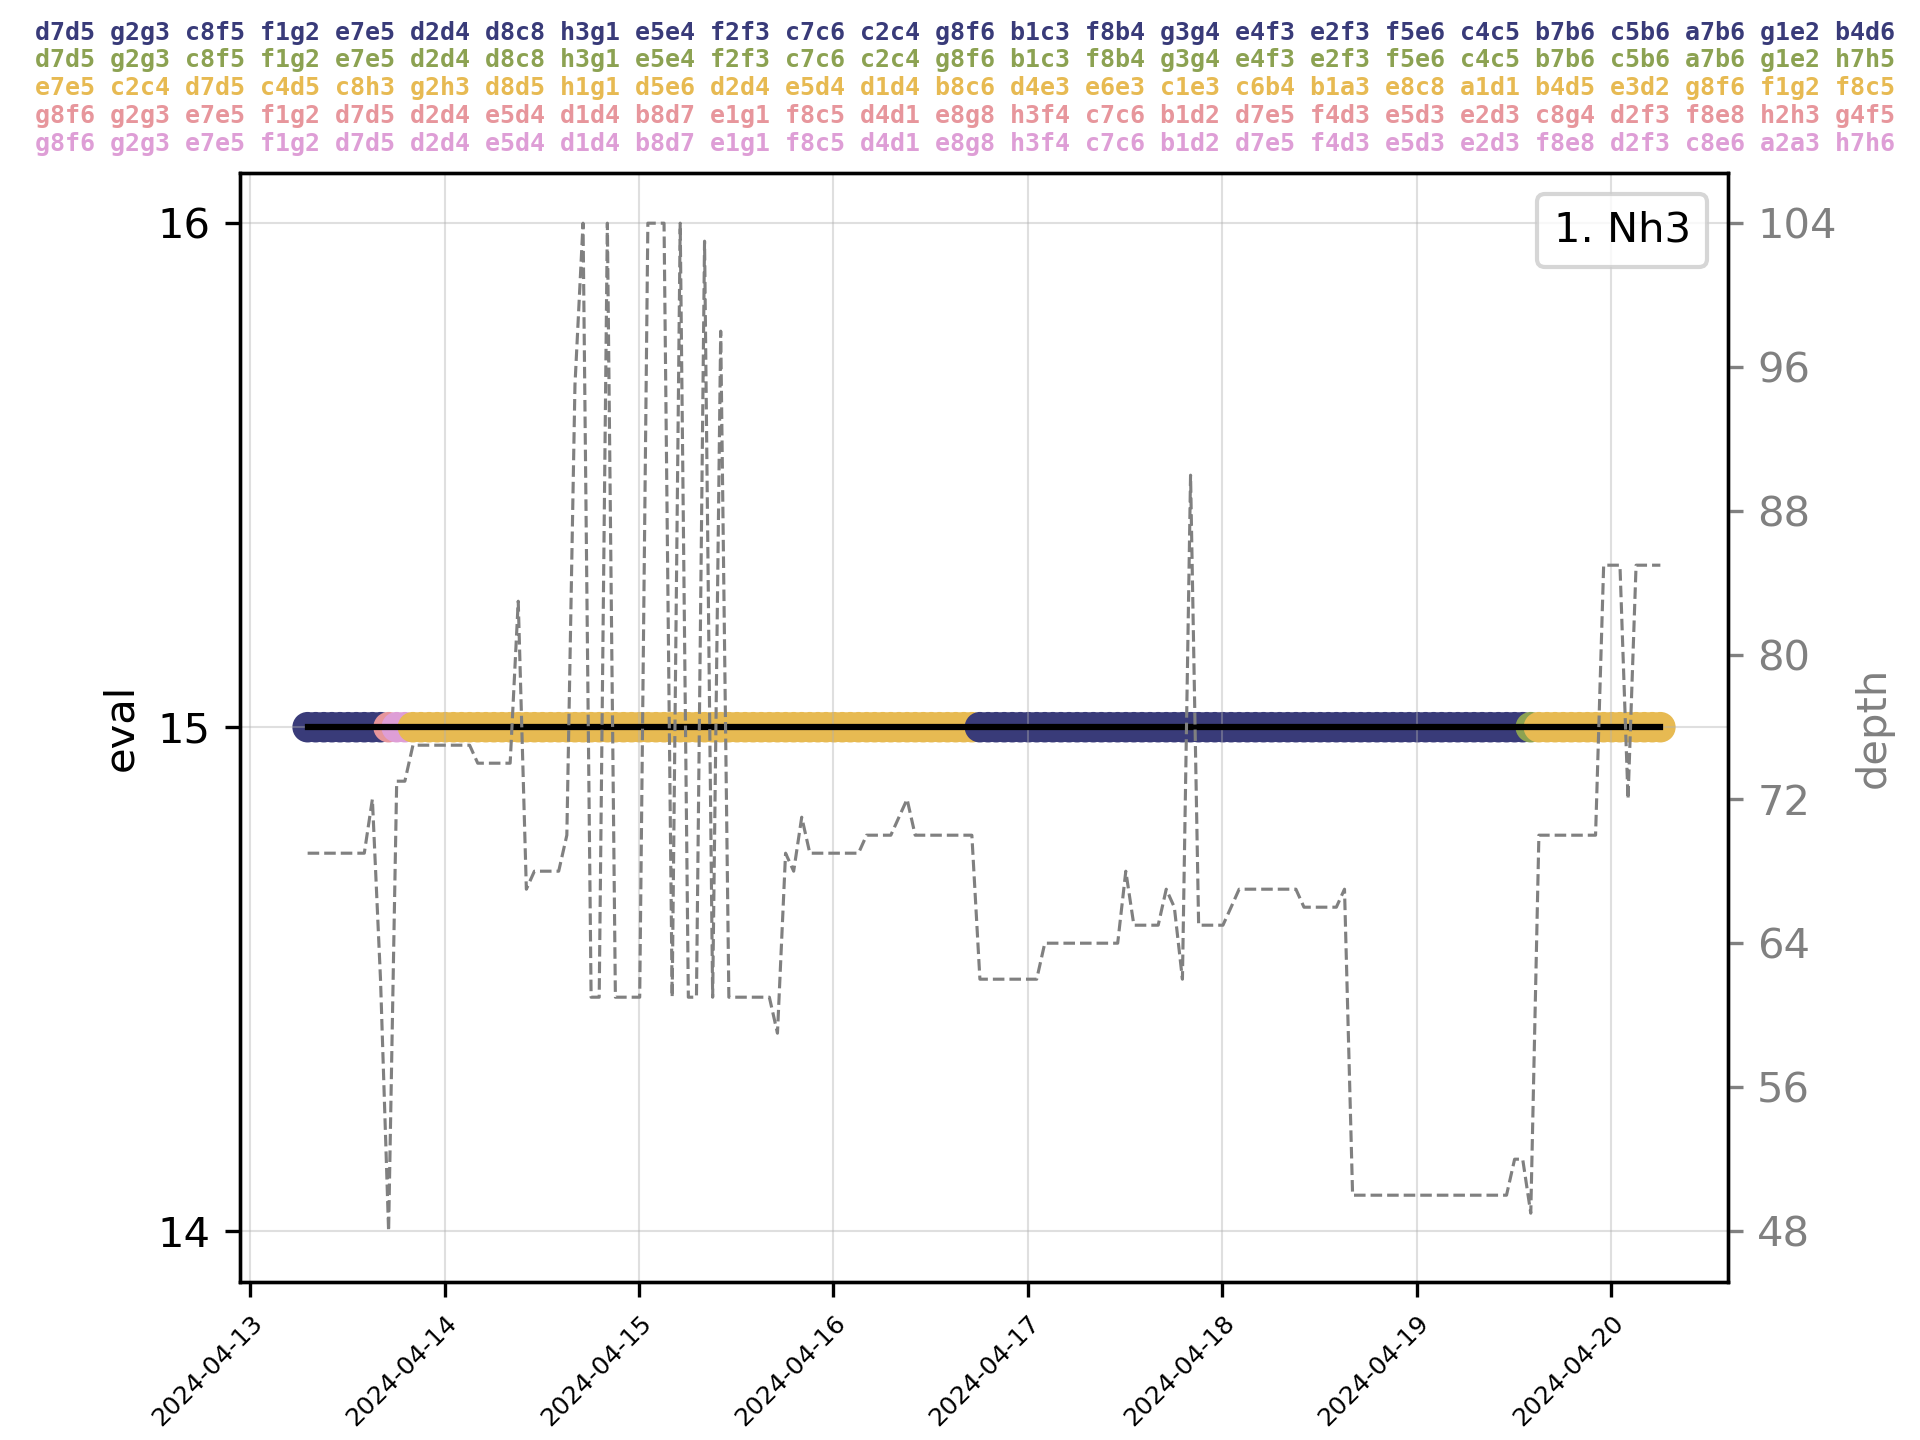 d7d5 g2g3 c8f5 f1g2 e7e5 d2d4 d8c8 h3g1 e5e4 f2f3 c7c6 c2c4 g8f6 b1c3 f8b4 g3g4 e4f3 e2f3 f5e6 c4c5 b7b6 c5b6 a7b6 g1e2 b4d6
d7d5 g2g3 c8f5 f1g2 e7e5 d2d4 d8c8 h3g1 e5e4 f2f3 c7c6 c2c4 g8f6 b1c3 f8b4 g3g4 e4f3 e2f3 f5e6 c4c5 b7b6 c5b6 a7b6 g1e2 h7h5
e7e5 c2c4 d7d5 c4d5 c8h3 g2h3 d8d5 h1g1 d5e6 d2d4 e5d4 d1d4 b8c6 d4e3 e6e3 c1e3 c6b4 b1a3 e8c8 a1d1 b4d5 e3d2 g8f6 f1g2 f8c5
g8f6 g2g3 e7e5 f1g2 d7d5 d2d4 e5d4 d1d4 b8d7 e1g1 f8c5 d4d1 e8g8 h3f4 c7c6 b1d2 d7e5 f4d3 e5d3 e2d3 c8g4 d2f3 f8e8 h2h3 g4f5
g8f6 g2g3 e7e5 f1g2 d7d5 d2d4 e5d4 d1d4 b8d7 e1g1 f8c5 d4d1 e8g8 h3f4 c7c6 b1d2 d7e5 f4d3 e5d3 e2d3 f8e8 d2f3 c8e6 a2a3 h7h6
1. Nh3
16
15
14
eval
104
96
88
80
72
64
56
48
depth
2024-04-13
2024-04-14
2024-04-15
2024-04-16
2024-04-17
2024-04-18
2024-04-19
2024-04-20